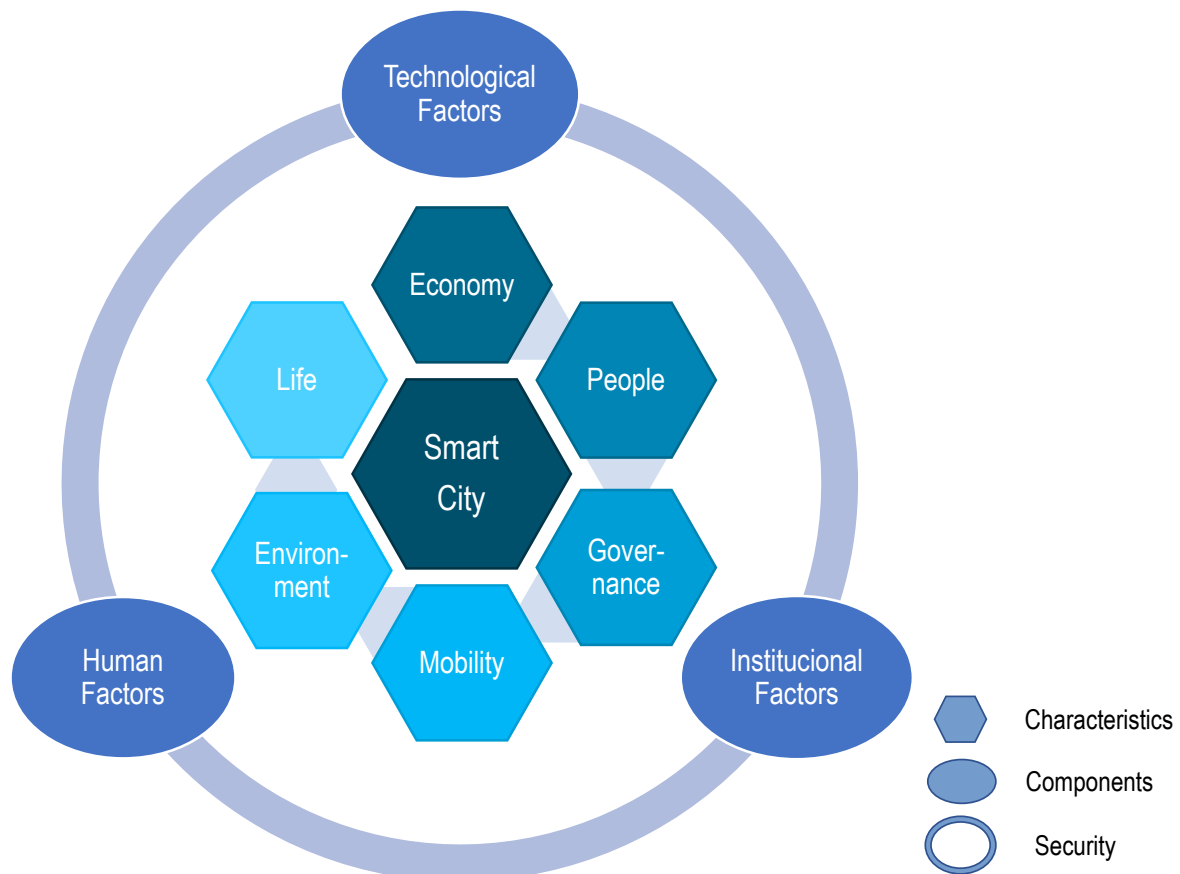 Technological
Factors
Economy
Life
People
Smart
City
Environ-
ment
Gover-
nance
Mobility
Human
Factors
Institucional
Factors
Characteristics
Components
Security